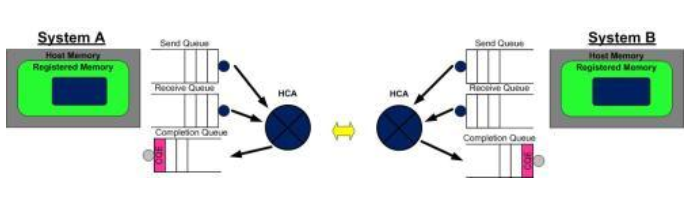 System A
Host Memory
Registered Memory
Send Queue
Receive Queue
Completion Queue
CQE
HCA
HCA
Send Queue
Receive Queue
Completion Queue
CQE
System B
Host Memory
Registered Memory